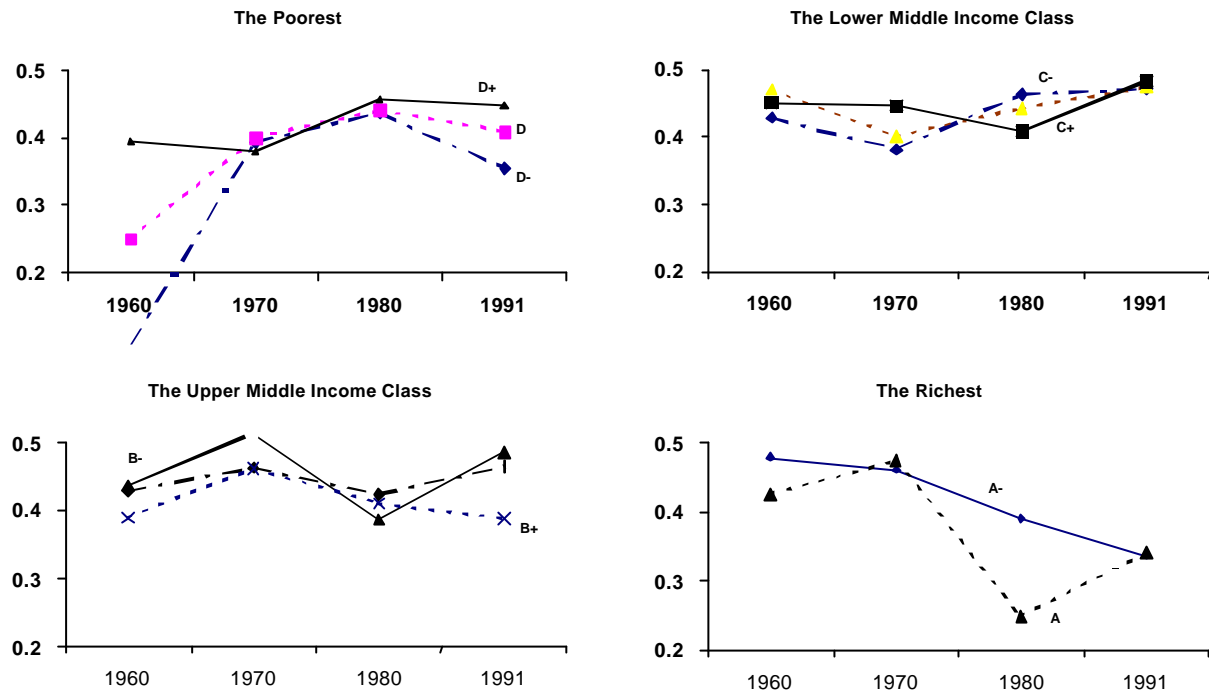 The Poorest
0.5
0.4
0.3
0.2
D+
D
D-
1960 1970 1980 1991
The Lower Middle Income Class
0.5
0.4
0.3
0.2
C-
C+
1960 1970 1980 1991
The Upper Middle Income Class
0.5
0.4
0.3
0.2
B-
B+
1960 1970 1980 1991
The Richest
0.5
0.4
0.3
0.2
A-
A
1960 1970 1980 1991